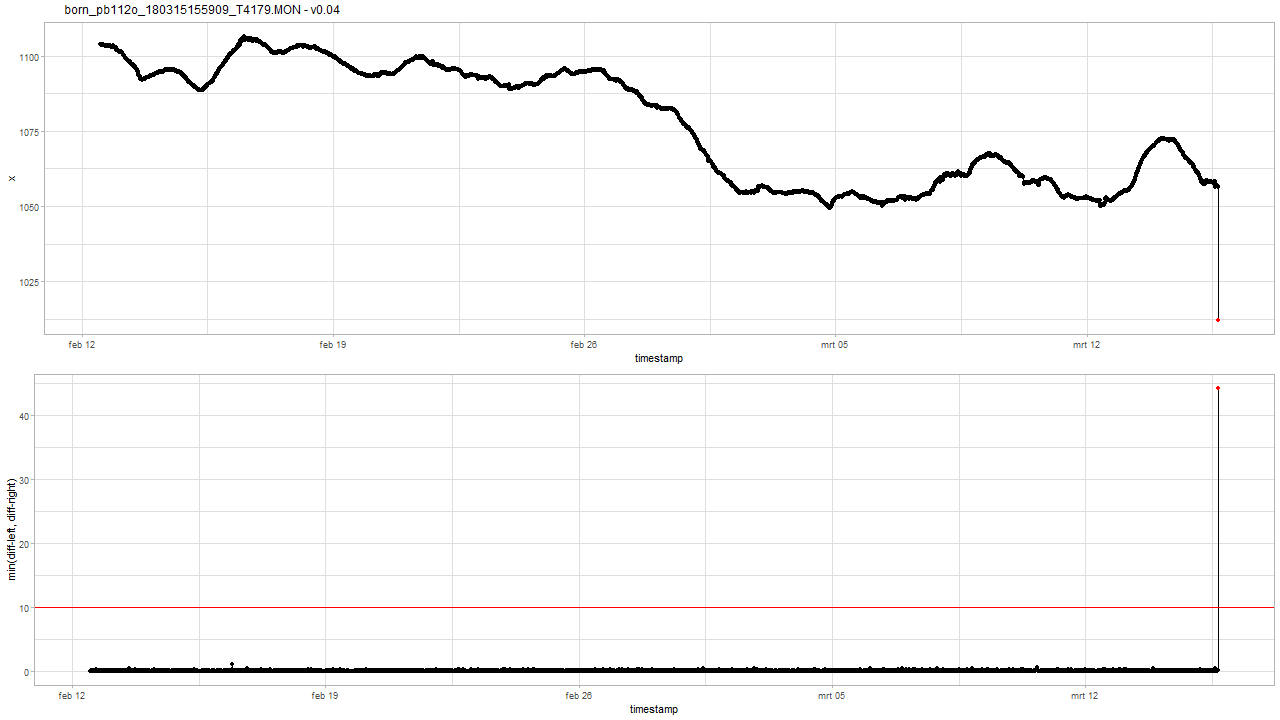 born_pb112o_180315155909_T4179.MON - v0.04
1100
1075
1050
1025
x
feb 12 feb 19 feb 26 mrt 05 mrt 12
timestamp
40
30
20
10
0
min(diff-left, diff-right)
feb 12 feb 19 feb 26 mrt 05 mrt 12
timestamp